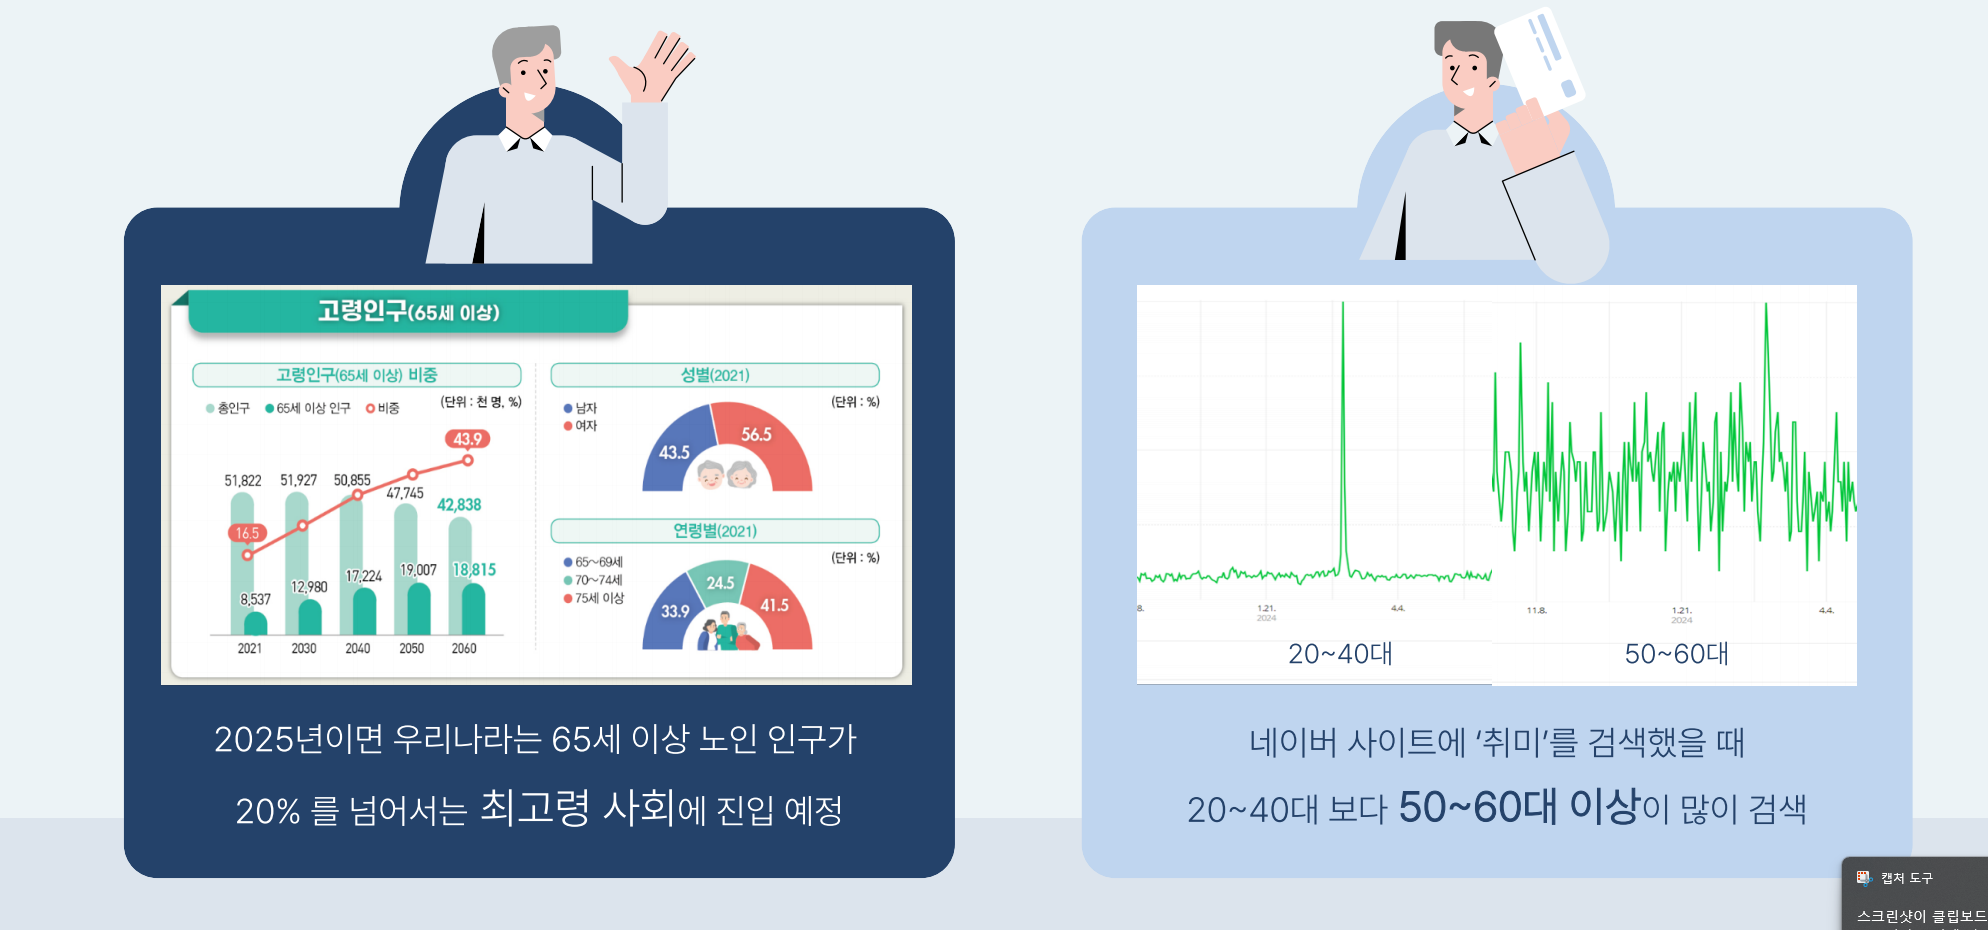 고령인구(65세 이상)
고령인구(65세 이상) 비중
총인구 65세 이상 인구 비중
(단위 : 천 명, %)
43.9
51,822 51,927 50,855 47,745 42,838
16.5
8,537 12,980 17,224 19,007 18,815
2021 2030 2040 2050 2060
성별(2021)
(단위 : %)
남자
여자
43.5 56.5
연령별(2021)
(단위 : %)
65~69세
70~74세
75세 이상
33.9 24.5 41.5
2025년이면 우리나라는 65세 이상 노인 인구가
20% 를 넘어서는 최고령 사회에 진입 예정
8. 1.21. 4.4.
2024
20~40대
11.8. 1.21. 4.4.
2024
50~60대
네이버 사이트에 ‘취미’를 검색했을 때
20~40대 보다 50~60대 이상이 많이 검색
캡처 도구
스크린샷이 클립보드